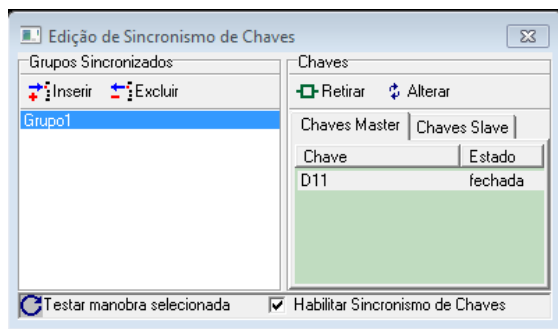 Edição de Sincronismo de Chaves
Grupos Sincronizados
Inserir Excluir
Grupo1
Chaves
Retirar Alterar
Chaves Master Chaves Slave
Chave Estado
D11 fechada
Testar manobra selecionada Habilitar Sincronismo de Chaves